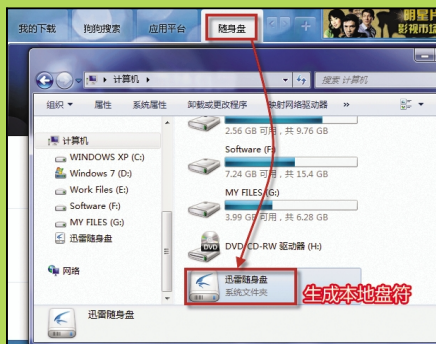 我的下载 狗狗搜索 应用平台 随身盘
明星片
影视市场
计算机
搜索 计算机
组织 属性 系统属性 卸载或更改程序 映射网络驱动器 »
计算机
WINDOWS XP (C:)
Windows 7 (D:)
Work Files (E:)
Software (F:)
MY FILES (G:)
迅雷随身盘
网络
2.56 GB 可用，共 9.76 GB
Software (F:)
7.24 GB 可用，共 15.4 GB
MY FILES (G:)
3.99 GB 可用，共 6.28 GB
DVD
DVD/CD-RW 驱动器 (H:)
迅雷随身盘
系统文件夹
生成本地盘符
迅雷随身盘